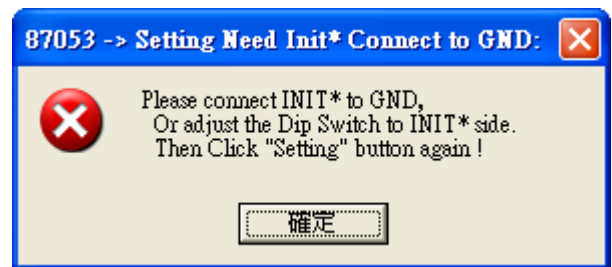 87053 -> Setting Need Init* Connect to GND:
Please connect INIT* to GND,
Or adjust the Dip Switch to INIT* side.
Then Click "Setting" button again !
確定